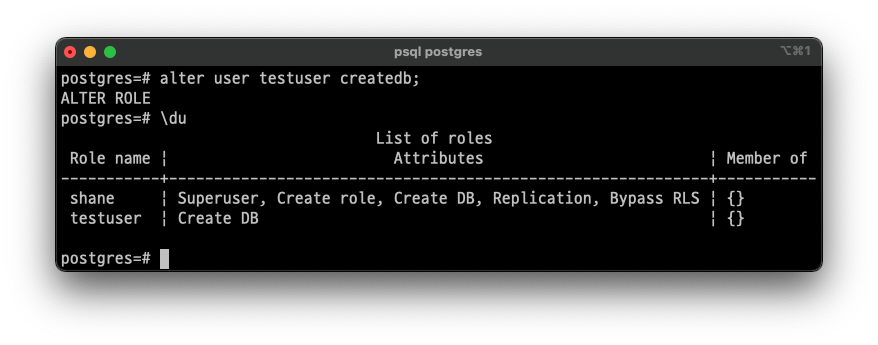 psql postgres ⌥⌘1
postgres=# alter user testuser createdb;
ALTER ROLE
postgres=# \du
List of roles
Role name ¦ Attributes ¦ Member of
-----------+------------------------------------------------------------+-----------
shane ¦ Superuser, Create role, Create DB, Replication, Bypass RLS ¦ {}
testuser ¦ Create DB ¦ {}
postgres=#